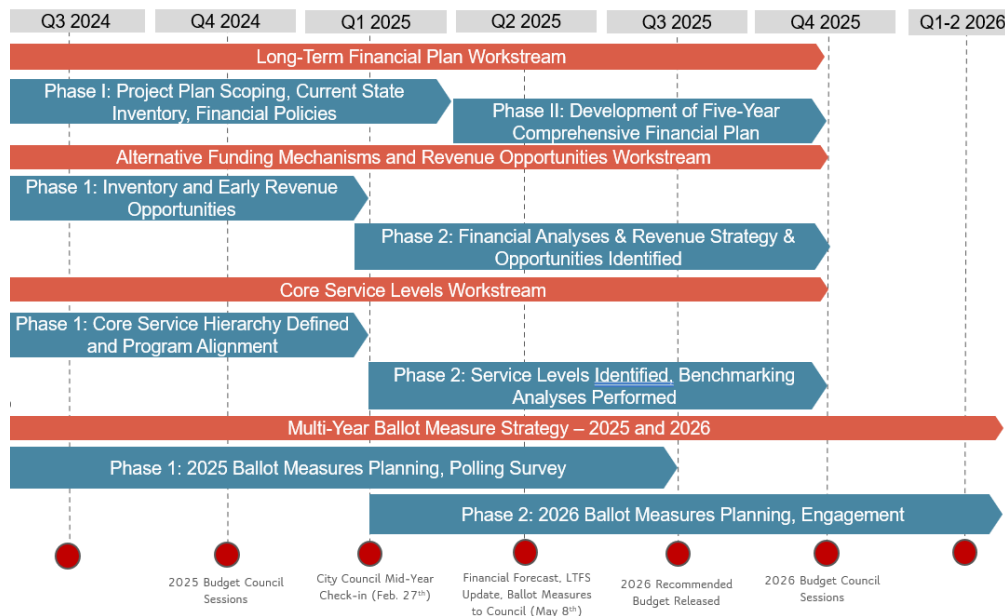 Q3 2024
Q4 2024
Q1 2025
Q2 2025
Q3 2025
Q4 2025
Q1-2 2026
Long-Term Financial Plan Workstream
Phase I: Project Plan Scoping, Current State
Inventory, Financial Policies
Phase II: Development of Five-Year
Comprehensive Financial Plan
Alternative Funding Mechanisms and Revenue Opportunities Workstream
Phase 1: Inventory and Early Revenue
Opportunities
Phase 2: Financial Analyses & Revenue Strategy &
Opportunities Identified
Core Service Levels Workstream
Phase 1: Core Service Hierarchy Defined
and Program Alignment
Phase 2: Service Levels Identified, Benchmarking
Analyses Performed
Multi-Year Ballot Measure Strategy – 2025 and 2026
Phase 1: 2025 Ballot Measures Planning, Polling Survey
Phase 2: 2026 Ballot Measures Planning, Engagement
2025 Budget Council
Sessions
City Council Mid-Year
Check-in (Feb. 27th)
Financial Forecast, LTFS
Update, Ballot Measures
to Council (May 8th)
2026 Recommended
Budget Released
2026 Budget Council
Sessions